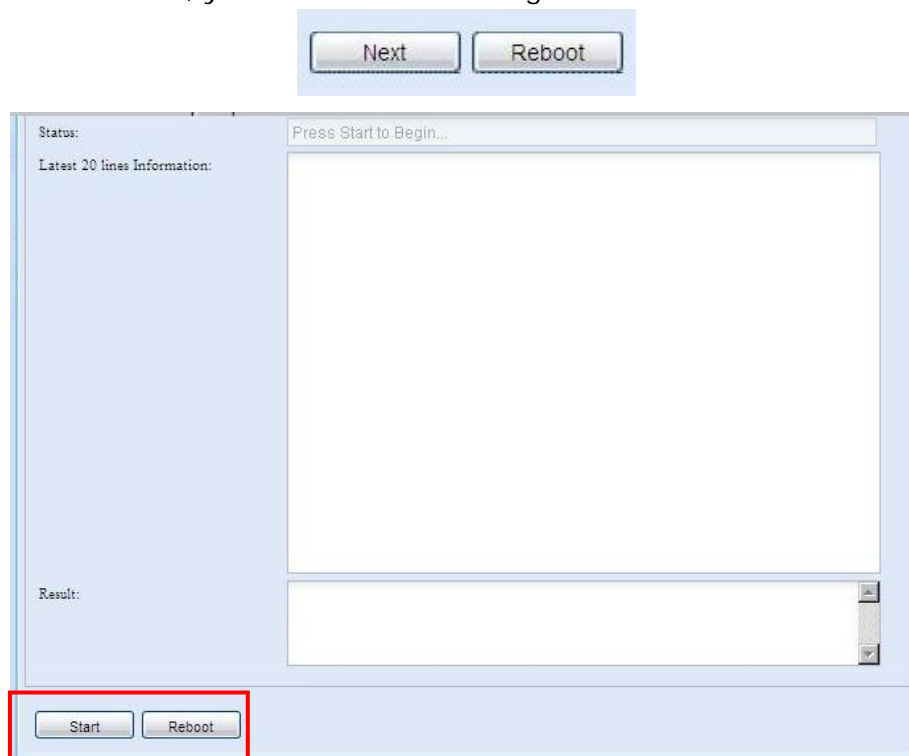 Next Reboot
Status: Press Start to Begin...
Latest 20 lines Information:
Result:
Start Reboot